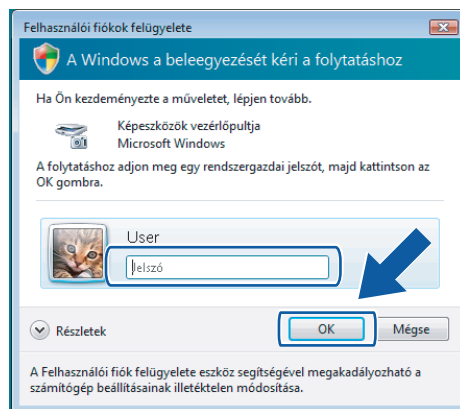 Felhasználói fiókok felügyelete
A Windows a beleegyezését kéri a folytatáshoz
Ha Ön kezdeményezte a műveletet, lépjen tovább.
Képeszközök vezérlőpultja
Microsoft Windows
A folytatáshoz adjon meg egy rendszergazdai jelszót, majd kattintson az
OK gombra.
User
Jelszó
Részletek
OK
Mégse
A Felhasználói fiók felügyelete eszköz segítségével megakadályozható a
számítógép beállításainak illetéktelen módosítása.